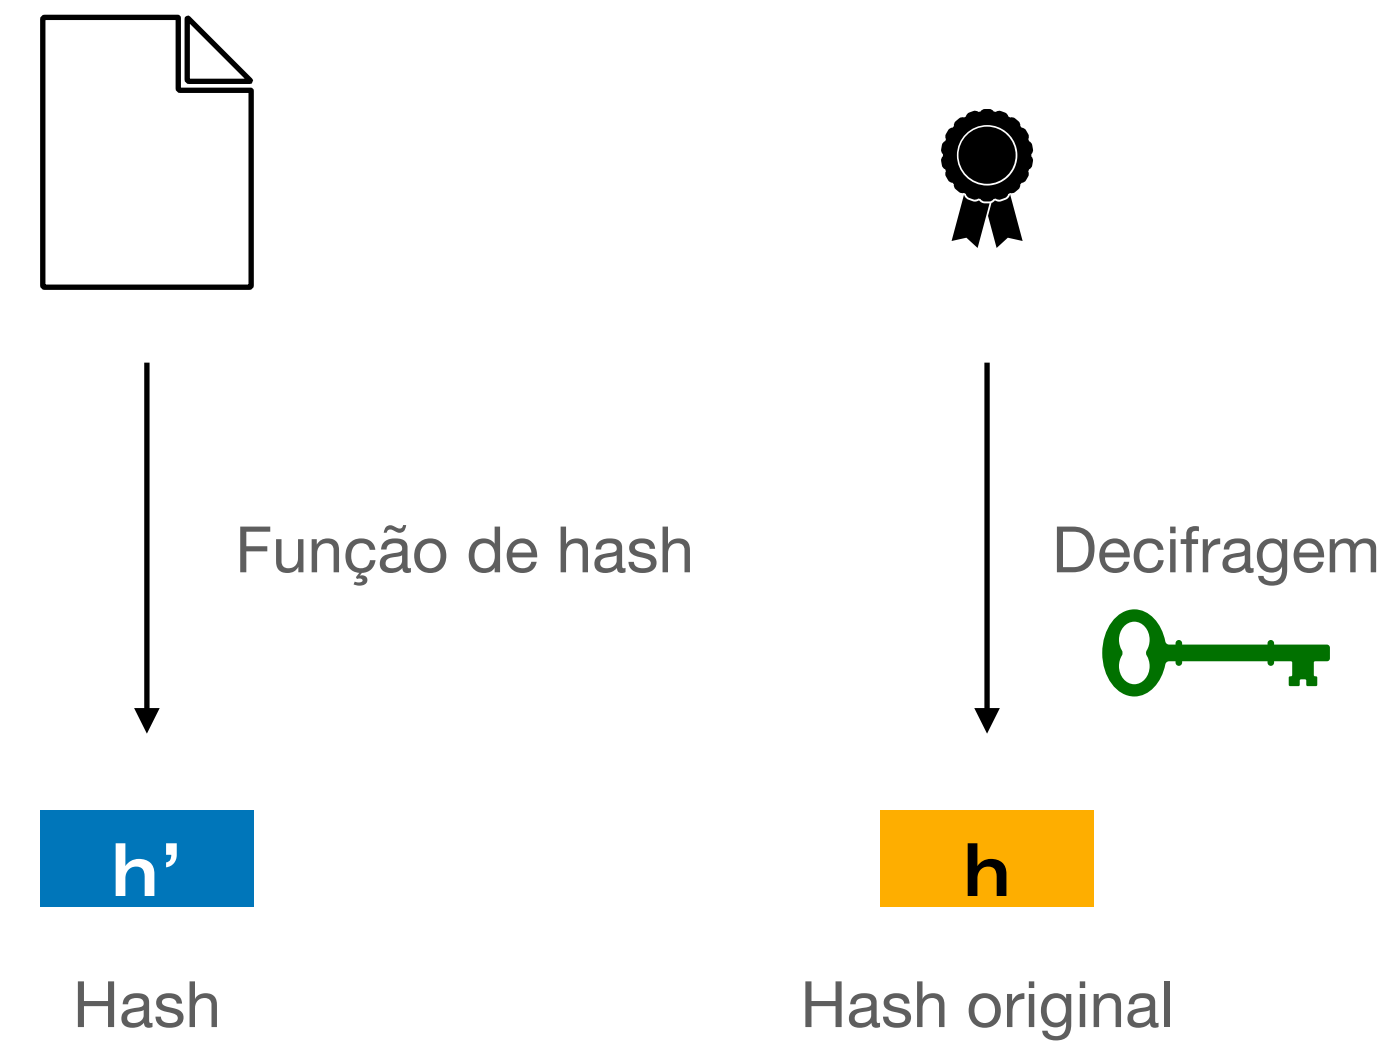 Função de hash
Decifragem
h’
h
Hash
Hash original